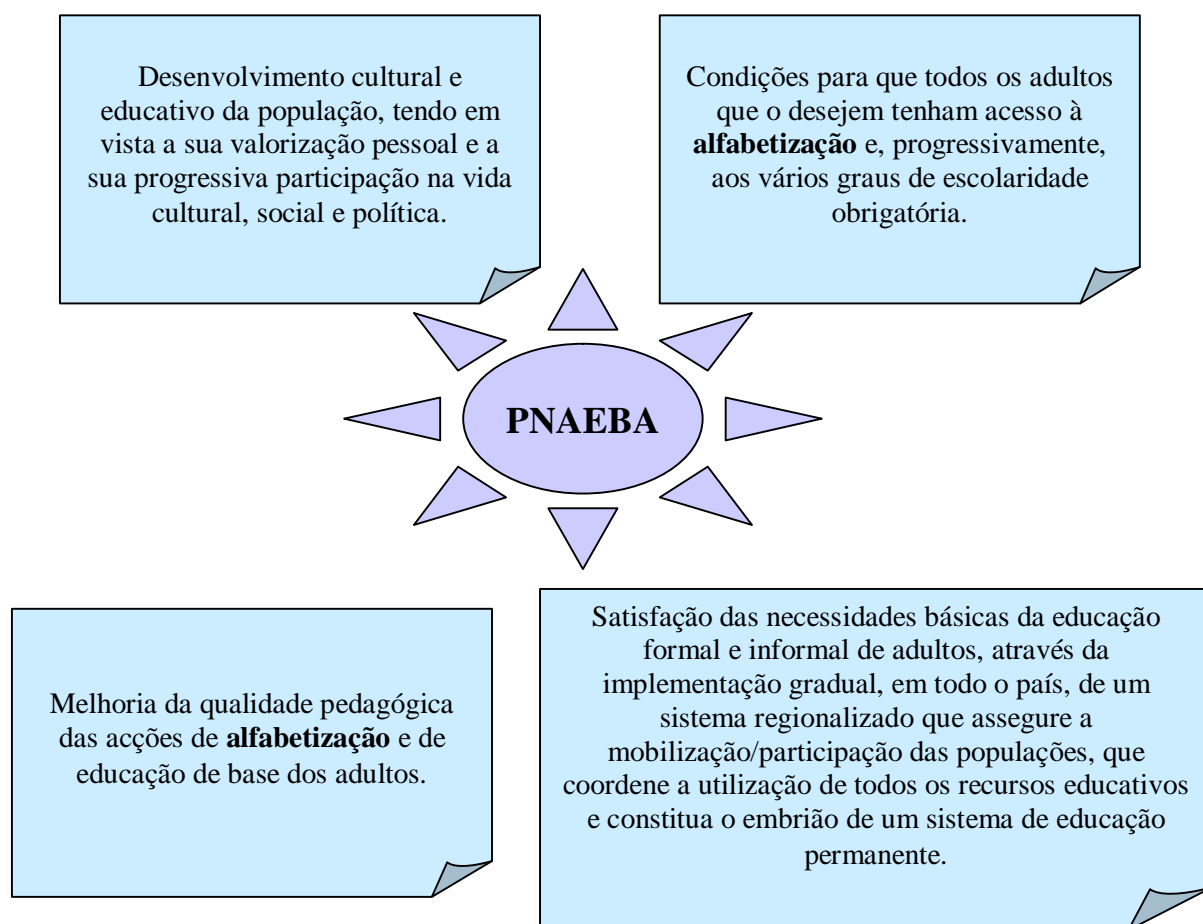 Desenvolvimento cultural e
educativo da população, tendo em
vista a sua valorização pessoal e a
sua progressiva participação na vida
cultural, social e política.
Condições para que todos os adultos
que o desejem tenham acesso à
alfabetização e, progressivamente,
aos vários graus de escolaridade
obrigatória.
PNAEBA
Melhoria da qualidade pedagógica
das acções de alfabetização e de
educação de base dos adultos.
Satisfação das necessidades básicas da educação
formal e informal de adultos, através da
implementação gradual, em todo o país, de um
sistema regionalizado que assegure a
mobilização/participação das populações, que
coordene a utilização de todos os recursos educativos
e constitua o embrião de um sistema de educação
permanente.